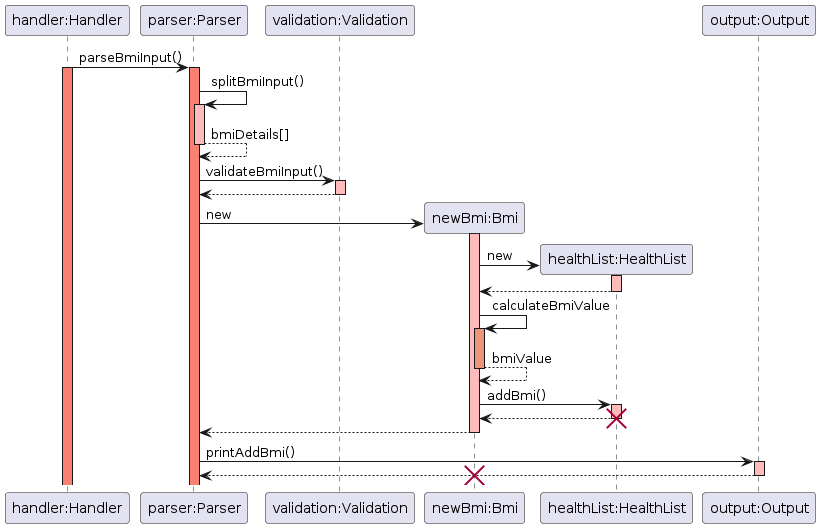 handler:Handler
parser:Parser
validation:Validation
output:Output
parseBmiInput()
splitBmiInput()
bmiDetails[]
validateBmiInput()
new
newBmi:Bmi
new
healthList:HealthList
calculateBmiValue
bmiValue
addBmi()
printAddBmi()
handler:Handler
parser:Parser
validation:Validation
newBmi:Bmi
healthList:HealthList
output:Output